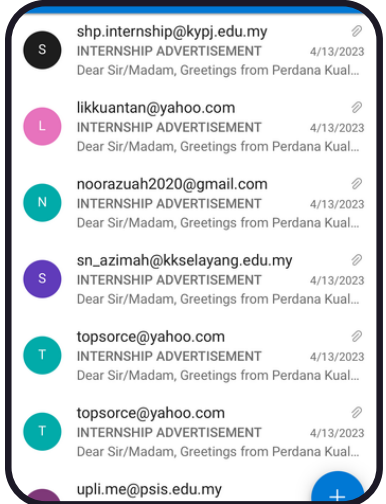 S
shp.internship@kypj.edu.my
INTERNSHIP ADVERTISEMENT 4/13/2023
Dear Sir/Madam, Greetings from Perdana Kual...
L
likkuantan@yahoo.com
INTERNSHIP ADVERTISEMENT 4/13/2023
Dear Sir/Madam, Greetings from Perdana Kual...
N
noorazuah2020@gmail.com
INTERNSHIP ADVERTISEMENT 4/13/2023
Dear Sir/Madam, Greetings from Perdana Kual...
S
sn_azimah@kkselayang.edu.my
INTERNSHIP ADVERTISEMENT 4/13/2023
Dear Sir/Madam, Greetings from Perdana Kual...
T
topsorce@yahoo.com
INTERNSHIP ADVERTISEMENT 4/13/2023
Dear Sir/Madam, Greetings from Perdana Kual...
T
topsorce@yahoo.com
INTERNSHIP ADVERTISEMENT 4/13/2023
Dear Sir/Madam, Greetings from Perdana Kual...
upli.me@psis.edu.my